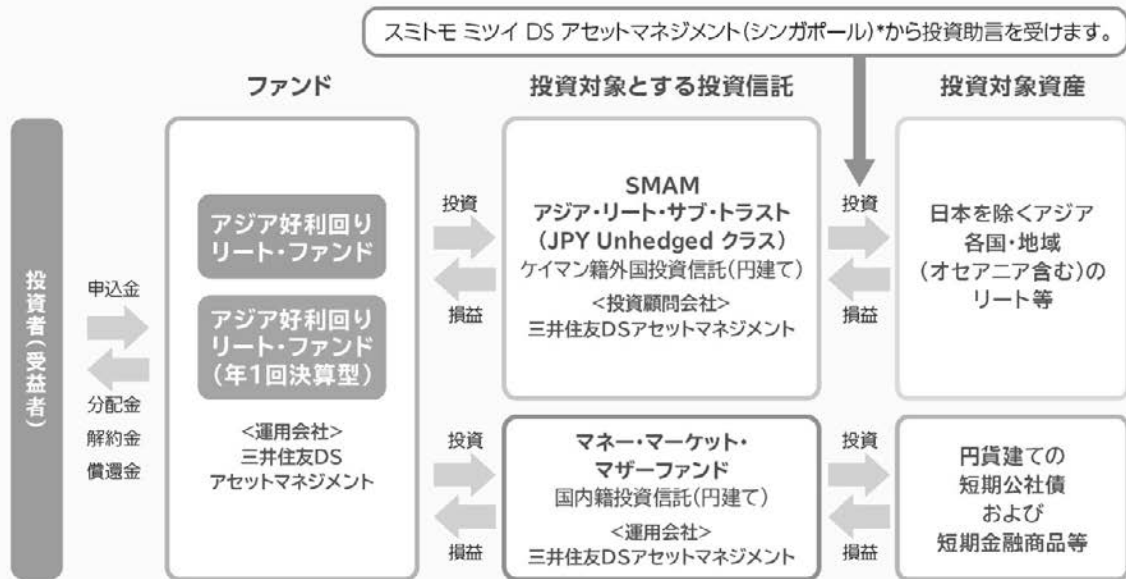 スミトモ ミツイ DS アセットマネジメント(シンガポール)*から投資助言を受けます。
ファンド
投資対象とする投資信託
投資対象資産
投資者(受益者)
申込金
分配金
解約金
償還金
アジア好利回り
リート・ファンド
アジア好利回り
リート・ファンド
(年1回決算型)
<運用会社>
三井住友DS
アセットマネジメント
投資
損益
SMAM
アジア・リート・サブ・トラスト
(JPY Unhedged クラス)
ケイマン籍外国投資信託(円建て)
<投資顧問会社>
三井住友DSアセットマネジメント
投資
損益
日本を除くアジア
各国・地域
(オセアニア含む)の
リート等
投資
損益
マネー・マーケット・
マザーファンド
国内籍投資信託(円建て)
<運用会社>
三井住友DSアセットマネジメント
投資
損益
円貨建ての
短期公社債
および
短期金融商品等